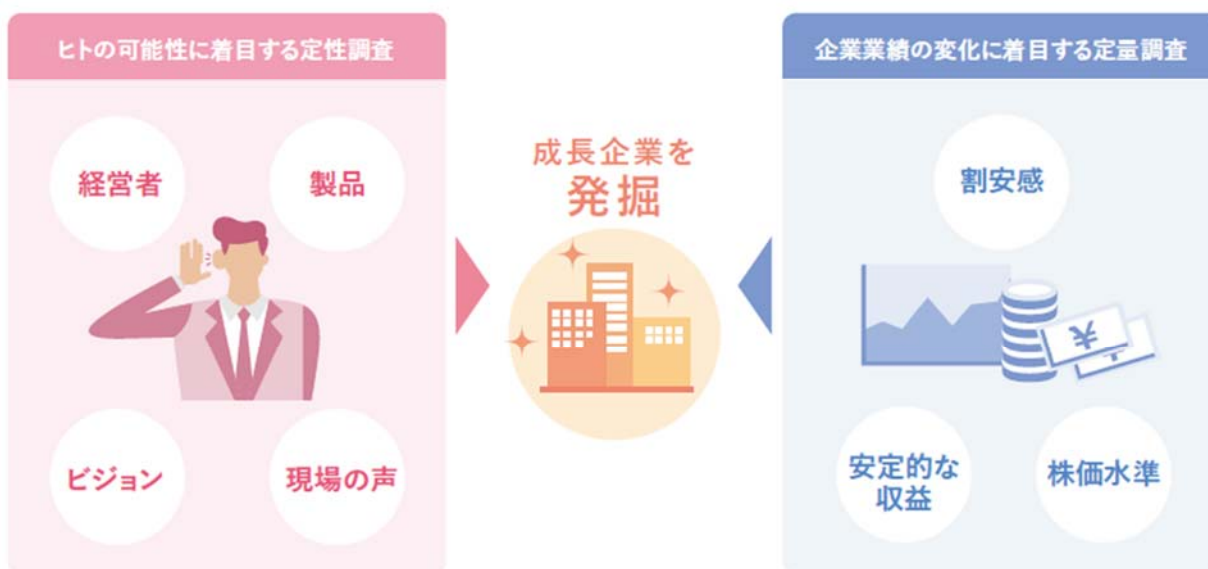 ヒトの可能性に着目する定性調査
経営者
製品
ビジョン
現場の声
成長企業を
発掘
企業業績の変化に着目する定量調査
割安感
¥
安定的な
収益
株価水準